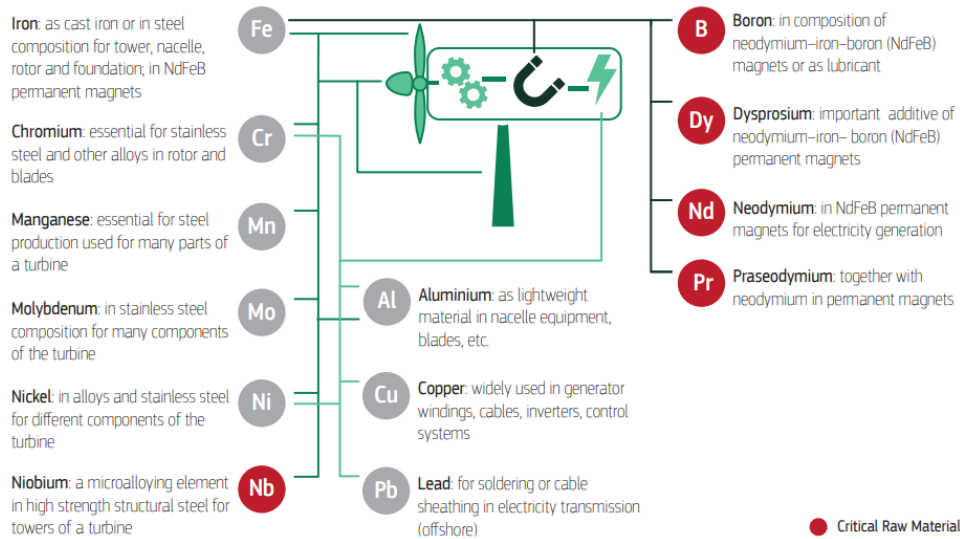 Fe
Iron: as cast iron or in steel
composition for tower, nacelle,
rotor and foundation; in NdFeB
permanent magnets
Cr
Chromium: essential for stainless
steel and other alloys in rotor and
blades
Mn
Manganese: essential for steel
production used for many parts of
a turbine
Mo
Molybdenum: in stainless steel
composition for many components
of the turbine
Ni
Nickel: in alloys and stainless steel
for different components of the
turbine
Nb
Niobium: a microalloying element
in high strength structural steel for
towers of a turbine
Al
Aluminium: as lightweight
material in nacelle equipment,
blades, etc.
Cu
Copper: widely used in generator
windings, cables, inverters, control
systems
Pb
Lead: for soldering or cable
sheathing in electricity transmission
(offshore)
B
Boron: in composition of
neodymium–iron–boron (NdFeB)
magnets or as lubricant
Dy
Dysprosium: important additive of
neodymium–iron– boron (NdFeB)
permanent magnets
Nd
Neodymium: in NdFeB permanent
magnets for electricity generation
Pr
Praseodymium: together with
neodymium in permanent magnets
Critical Raw Material